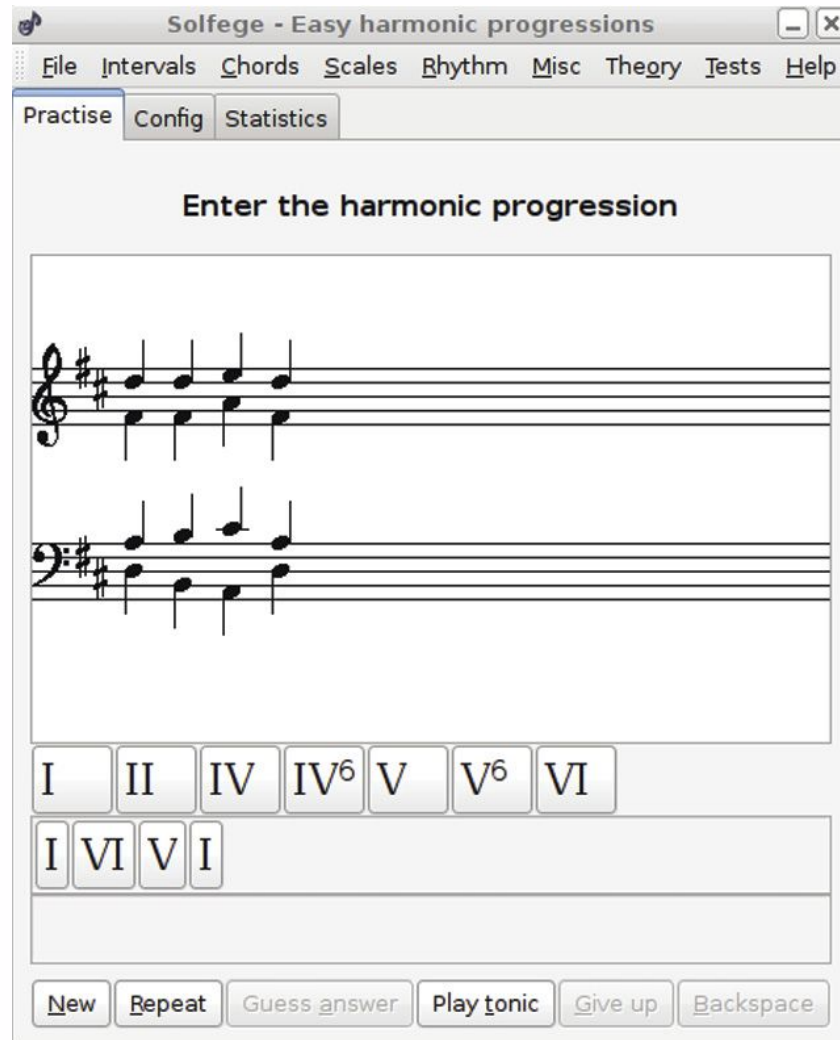 Solfege - Easy harmonic progressions
File Intervals Chords Scales Rhythm Misc Theory Tests Help
Practise Config Statistics
Enter the harmonic progression
I II IV IV⁶ V V⁶ VI
I VI V I
New Repeat Guess answer Play tonic Give up Backspace